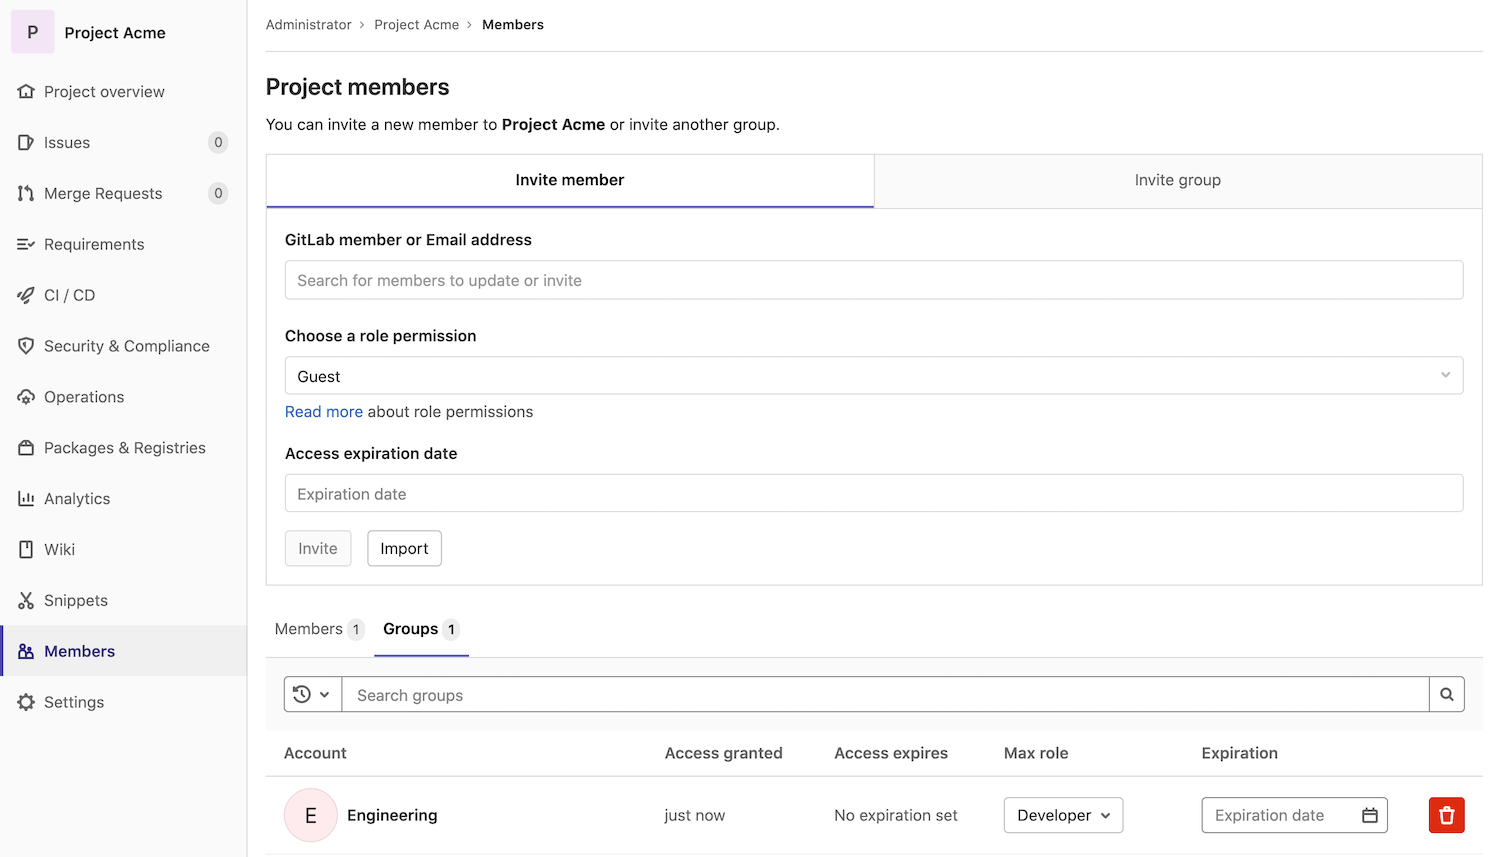 P Project Acme
Project overview
Issues 0
Merge Requests 0
Requirements
CI / CD
Security & Compliance
Operations
Packages & Registries
Analytics
Wiki
Snippets
Members
Settings
Administrator › Project Acme › Members
Project members
You can invite a new member to Project Acme or invite another group.
Invite member Invite group
GitLab member or Email address
Search for members to update or invite
Choose a role permission
Guest
Read more about role permissions
Access expiration date
Expiration date
Invite Import
Members 1 Groups 1
Search groups
Account Access granted Access expires Max role Expiration
E Engineering just now No expiration set Developer Expiration date